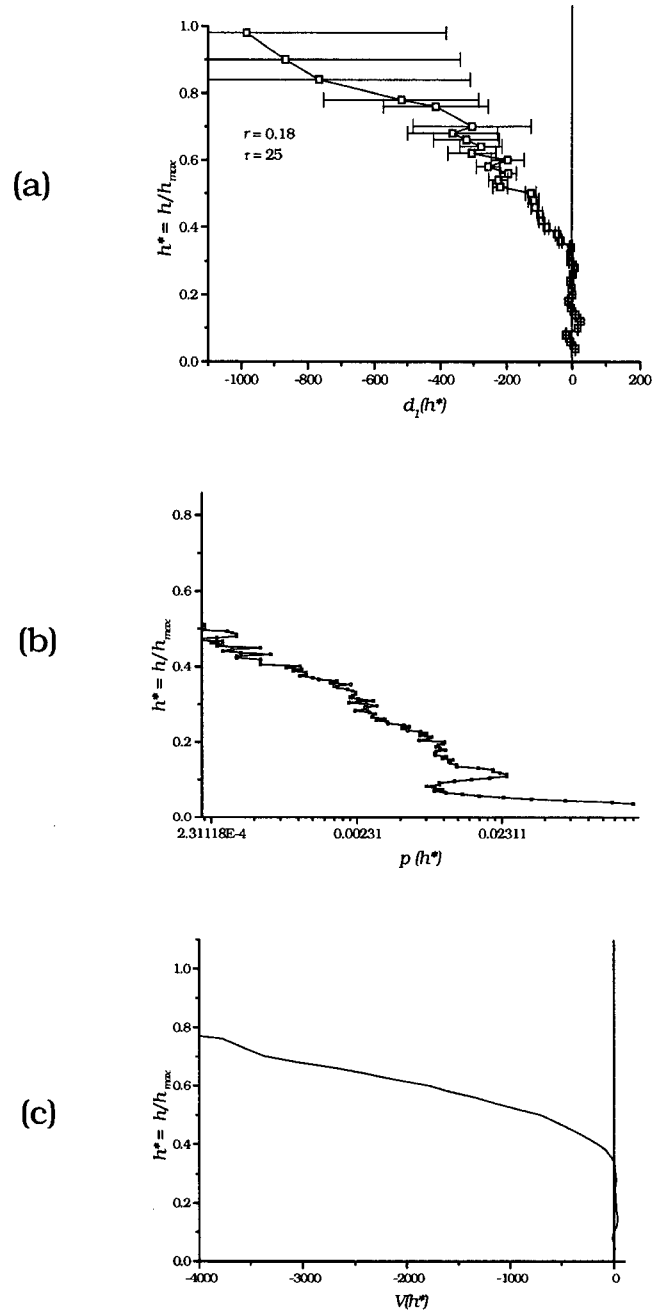 (a)
1.0
0.8
0.6
0.4
0.2
0.0
h* = h/hmax
r = 0.18
τ = 25
-1000
-800
-600
-400
-200
0
200
d1(h*)
(b)
0.8
0.6
0.4
0.2
0.0
h* = h/hmax
2.31118E-4
0.00231
0.02311
p (h*)
(c)
1.0
0.8
0.6
0.4
0.2
0.0
h* = h/hmax
-4000
-3000
-2000
-1000
0
V(h*)